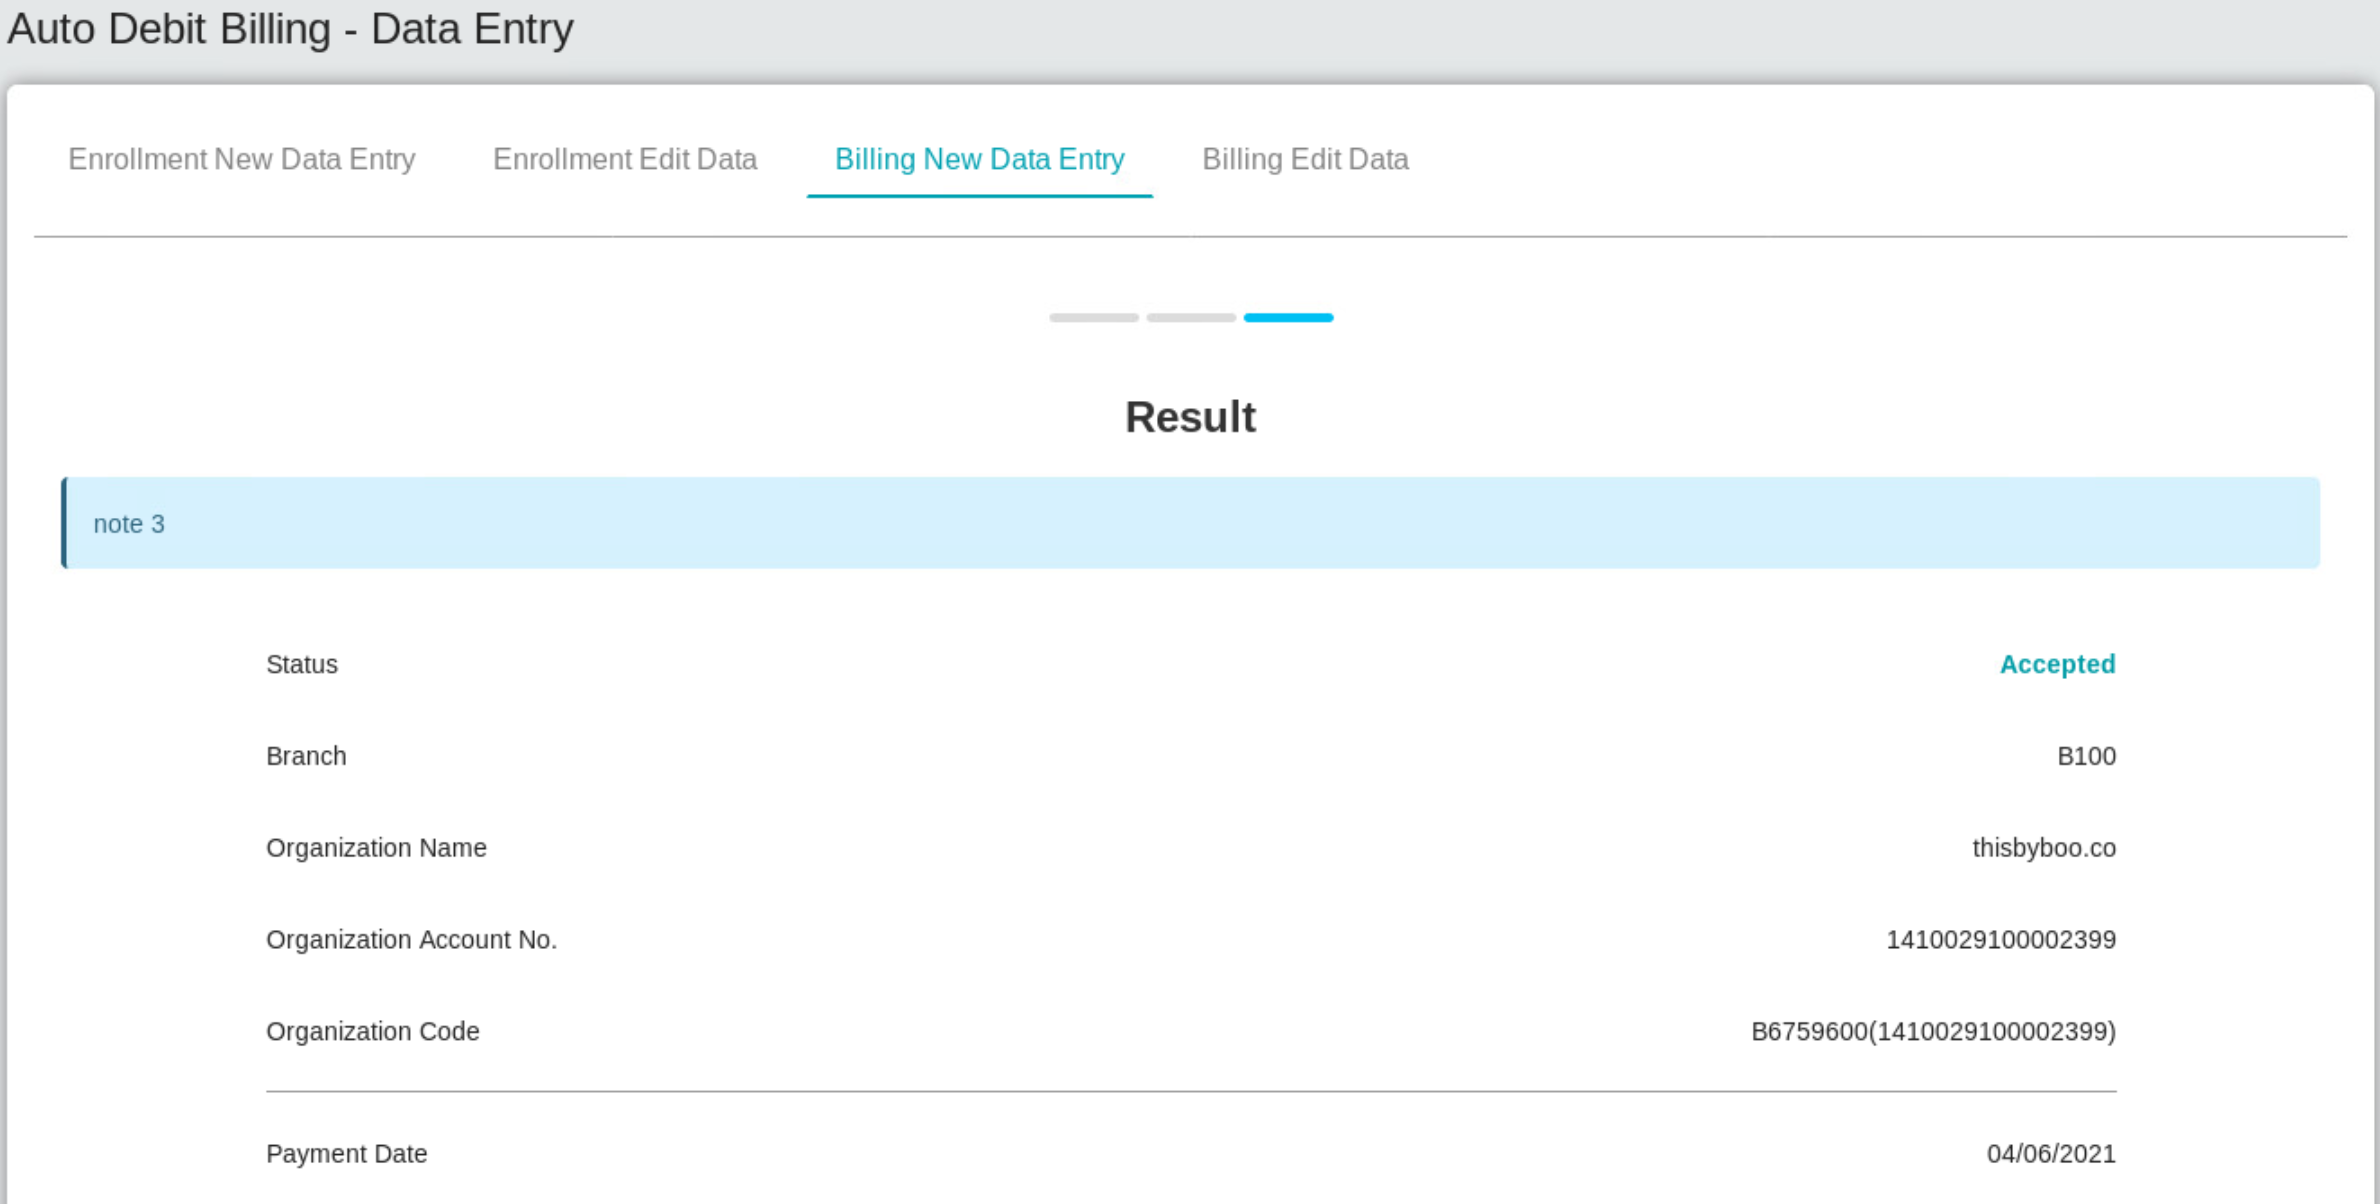 Auto Debit Billing - Data Entry
Enrollment New Data Entry Enrollment Edit Data Billing New Data Entry Billing Edit Data
Result
note 3
Status Accepted
Branch B100
Organization Name thisbyboo.co
Organization Account No. 1410029100002399
Organization Code B6759600(1410029100002399)
Payment Date 04/06/2021